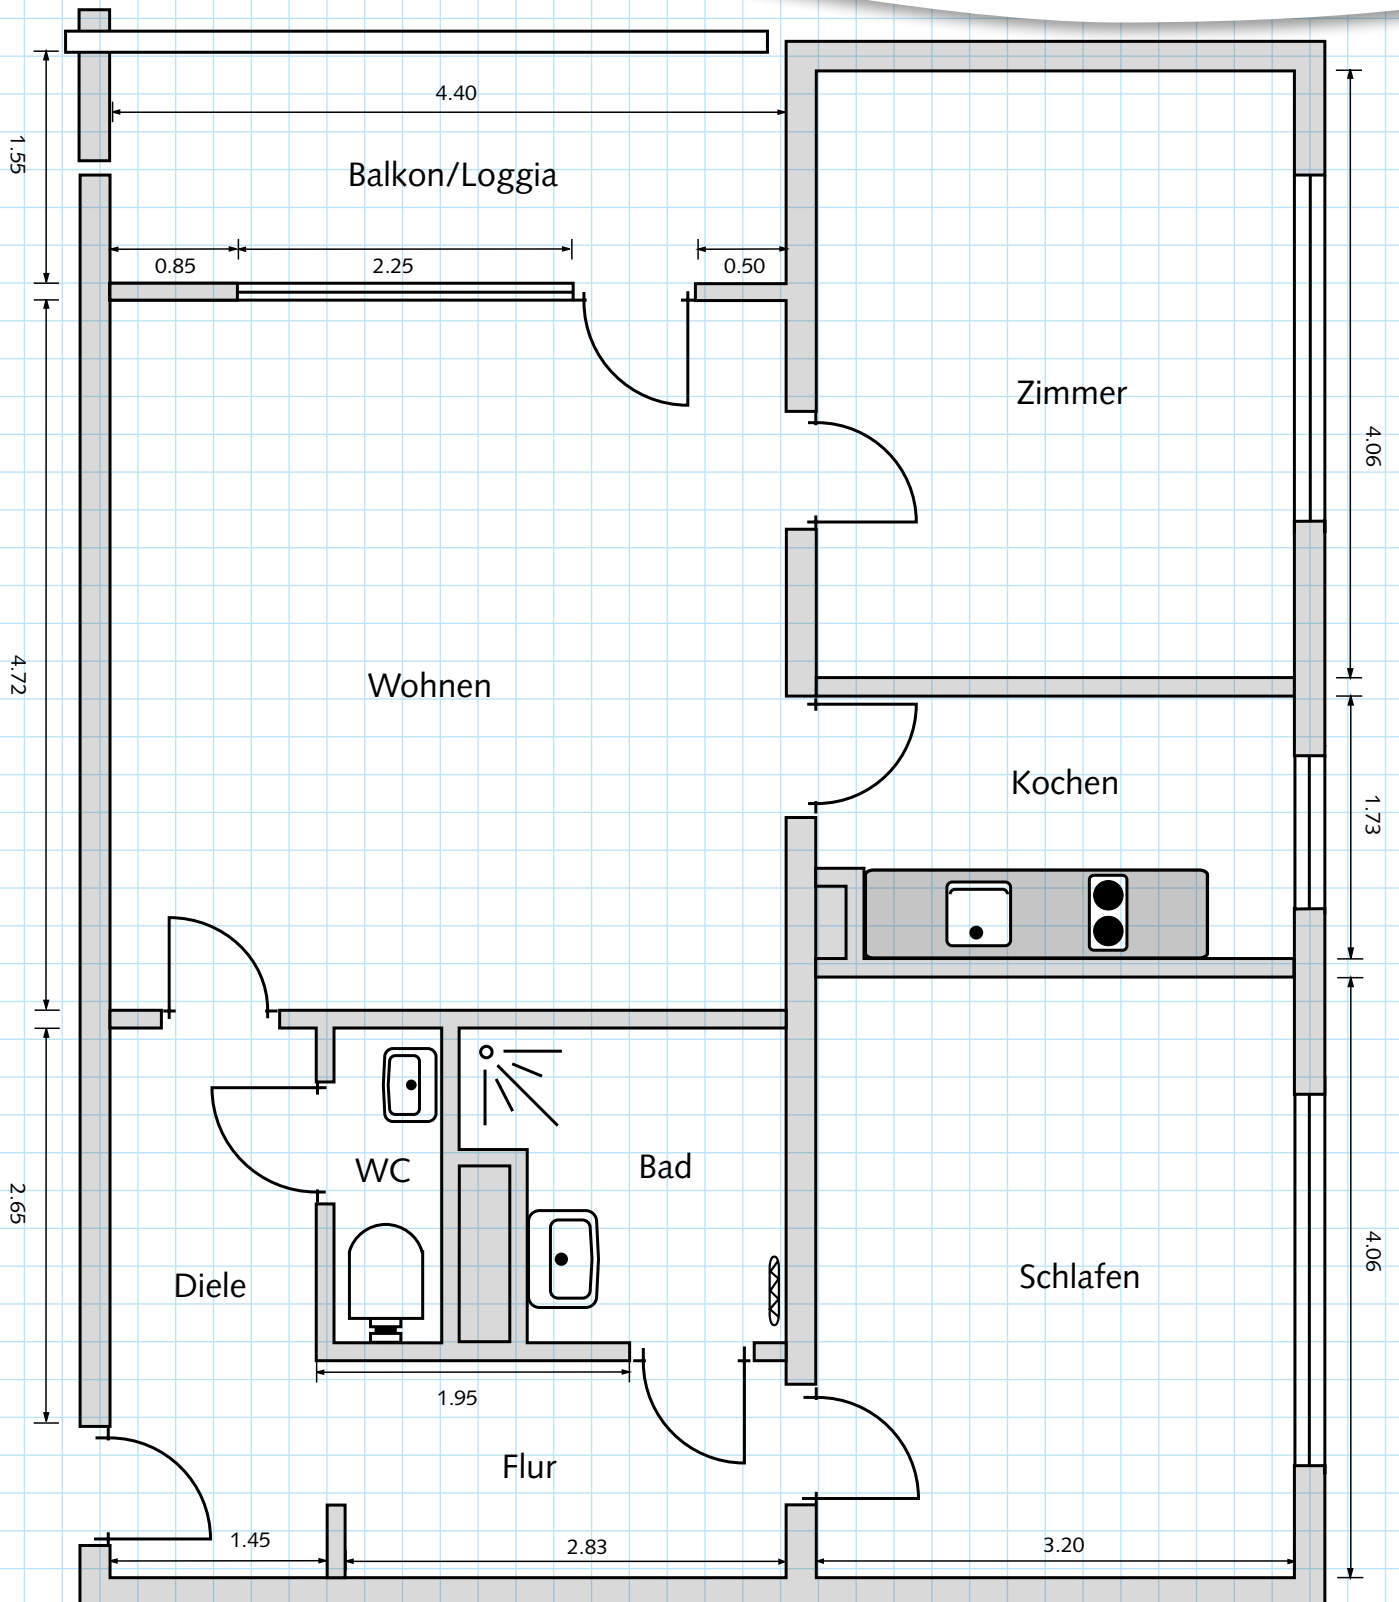 4.40
1.55
Balkon/Loggia
0.85
2.25
0.50
Zimmer
4.06
4.72
Wohnen
Kochen
1.73
WC
Bad
2.65
Diele
Schlafen
4.06
1.95
Flur
1.45
2.83
3.20